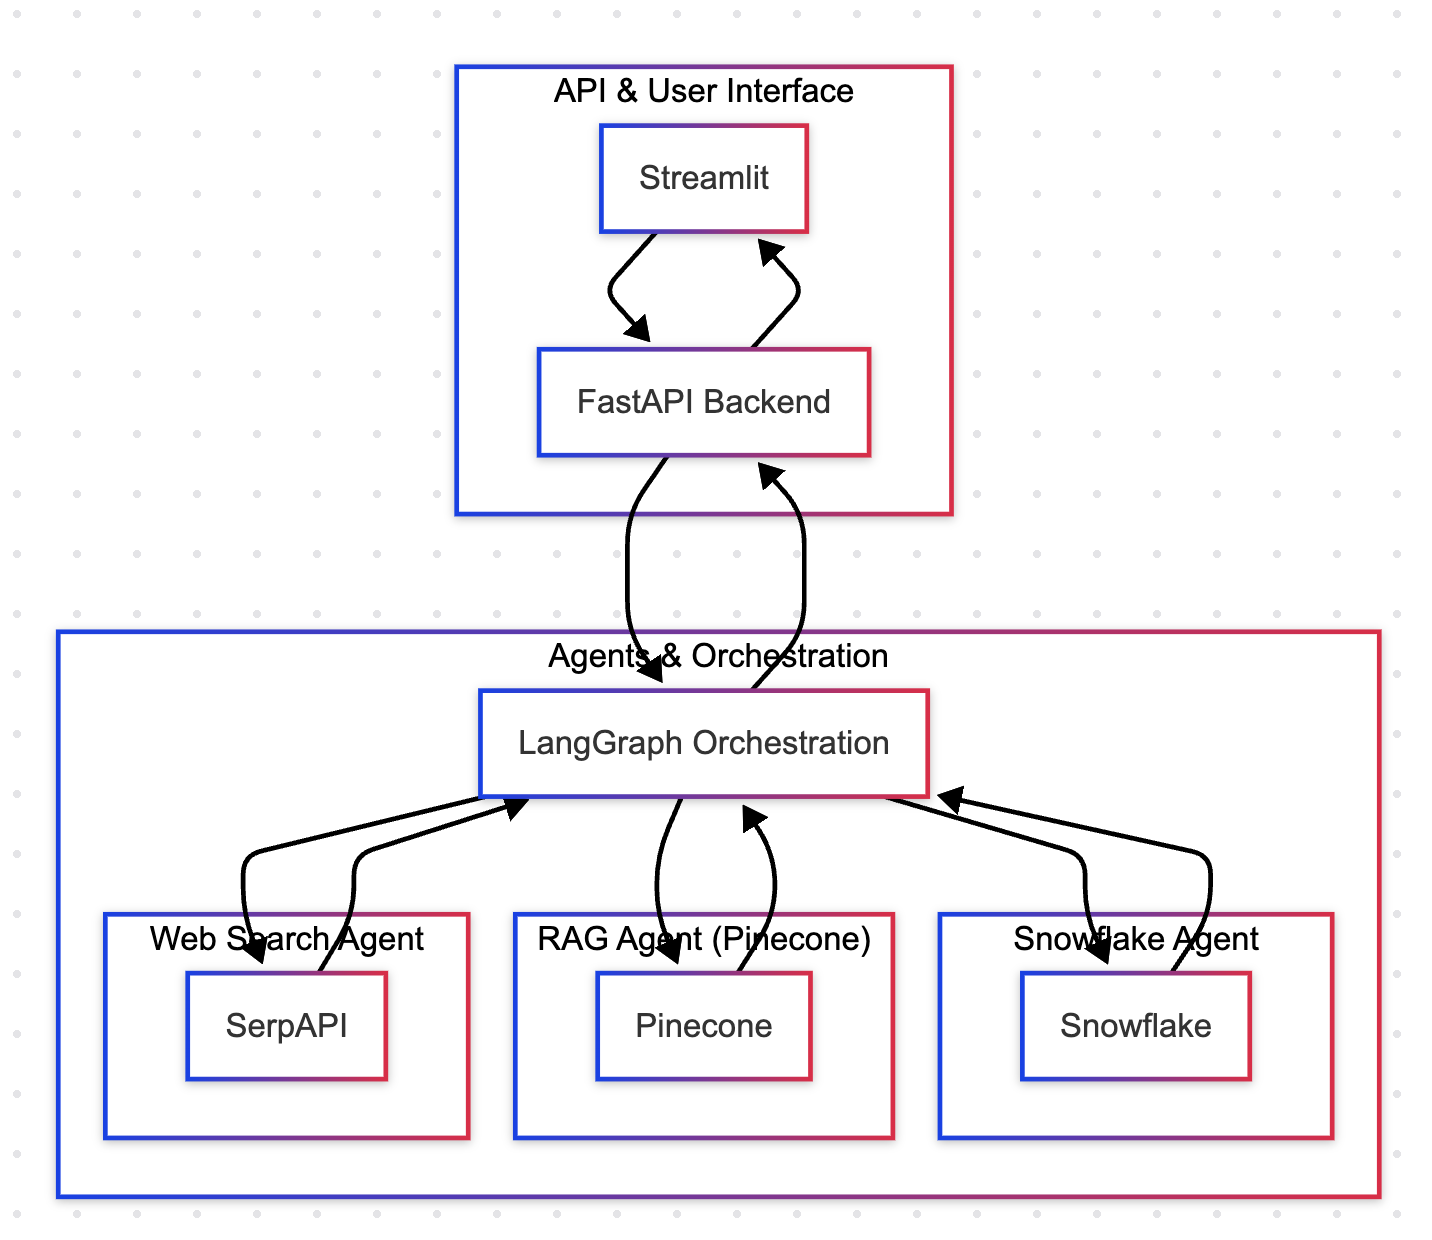 API & User Interface
Streamlit
FastAPI Backend
Agents & Orchestration
LangGraph Orchestration
Web Search Agent
RAG Agent (Pinecone)
Snowflake Agent
SerpAPI
Pinecone
Snowflake